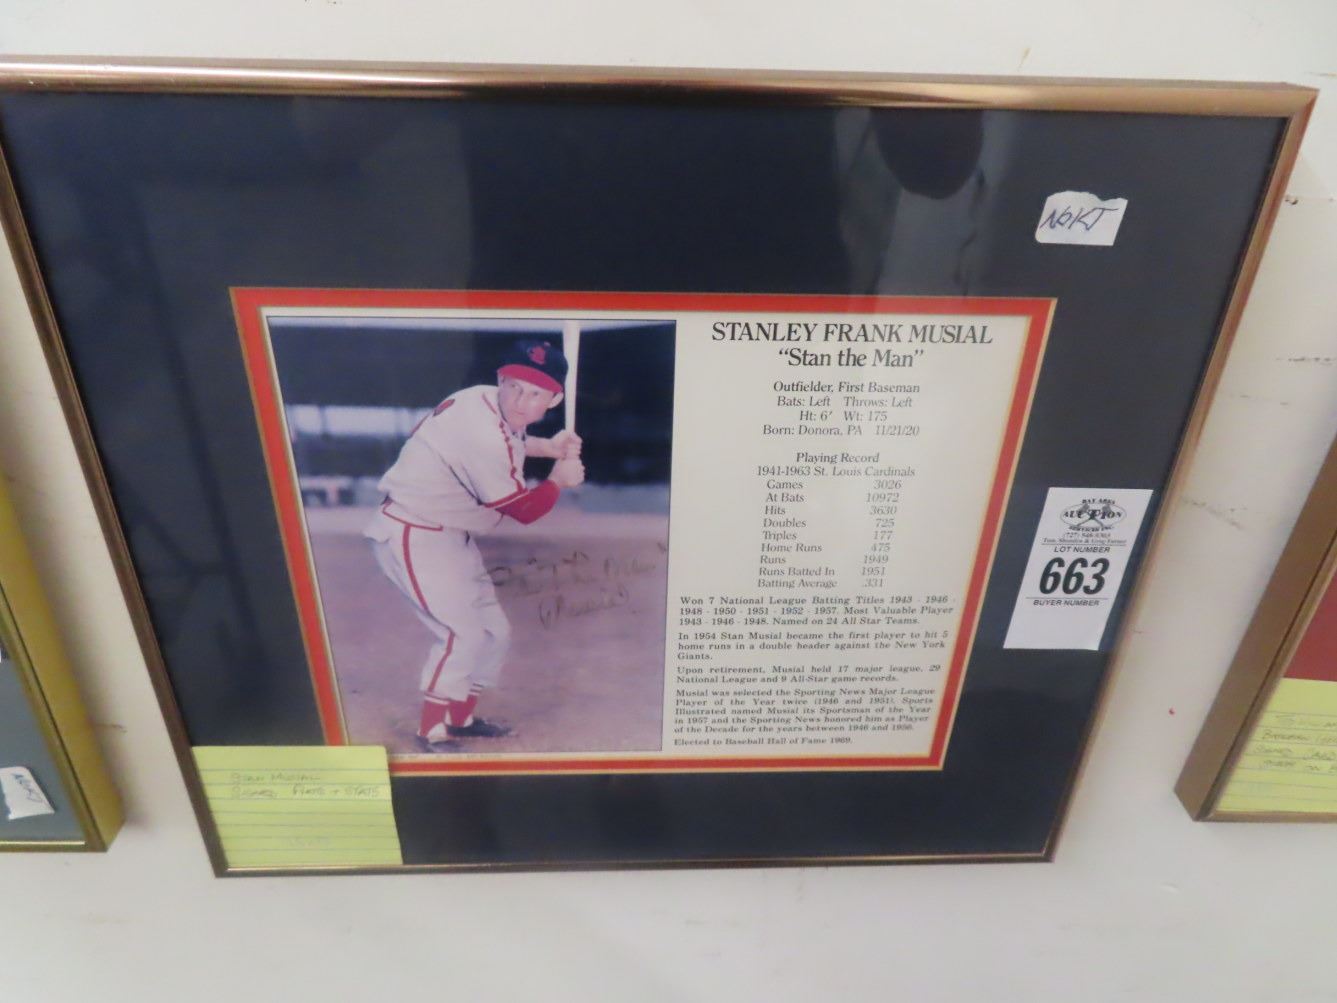 NOKT
STANLEY FRANK MUSIAL
“Stan the Man”
Outfielder, First Baseman
Bats: Left Throws: Left
Ht: 6′ Wt: 175
Born: Donora, PA 11/21/20
Playing Record
1941-1963 St. Louis Cardinals
Games 3026
At Bats 10972
Hits 3630
Doubles 725
Triples 177
Home Runs 475
Runs 1949
Runs Batted In 1951
Batting Average .331
Won 7 National League Batting Titles 1943 - 1946 -
1948 - 1950 - 1951 - 1952 - 1957. Most Valuable Player
1943 - 1946 - 1948. Named on 24 All Star Teams.
In 1954 Stan Musial became the first player to hit 5
home runs in a double header against the New York
Giants.
Upon retirement, Musial held 17 major league, 29
National League and 9 All-Star game records.
Musial was selected the Sporting News Major League
Player of the Year twice (1946 and 1951). Sports
Illustrated named Musial its Sportsman of the Year
in 1957 and the Sporting News honored him as Player
of the Decade for the years between 1946 and 1956.
Elected to Baseball Hall of Fame 1969.
BAY AREA
AUCTION
SERVICES INC.
LOT NUMBER
663
BUYER NUMBER
STAN MUSIAL
SIGNED PHOTO + STATS
NOKT